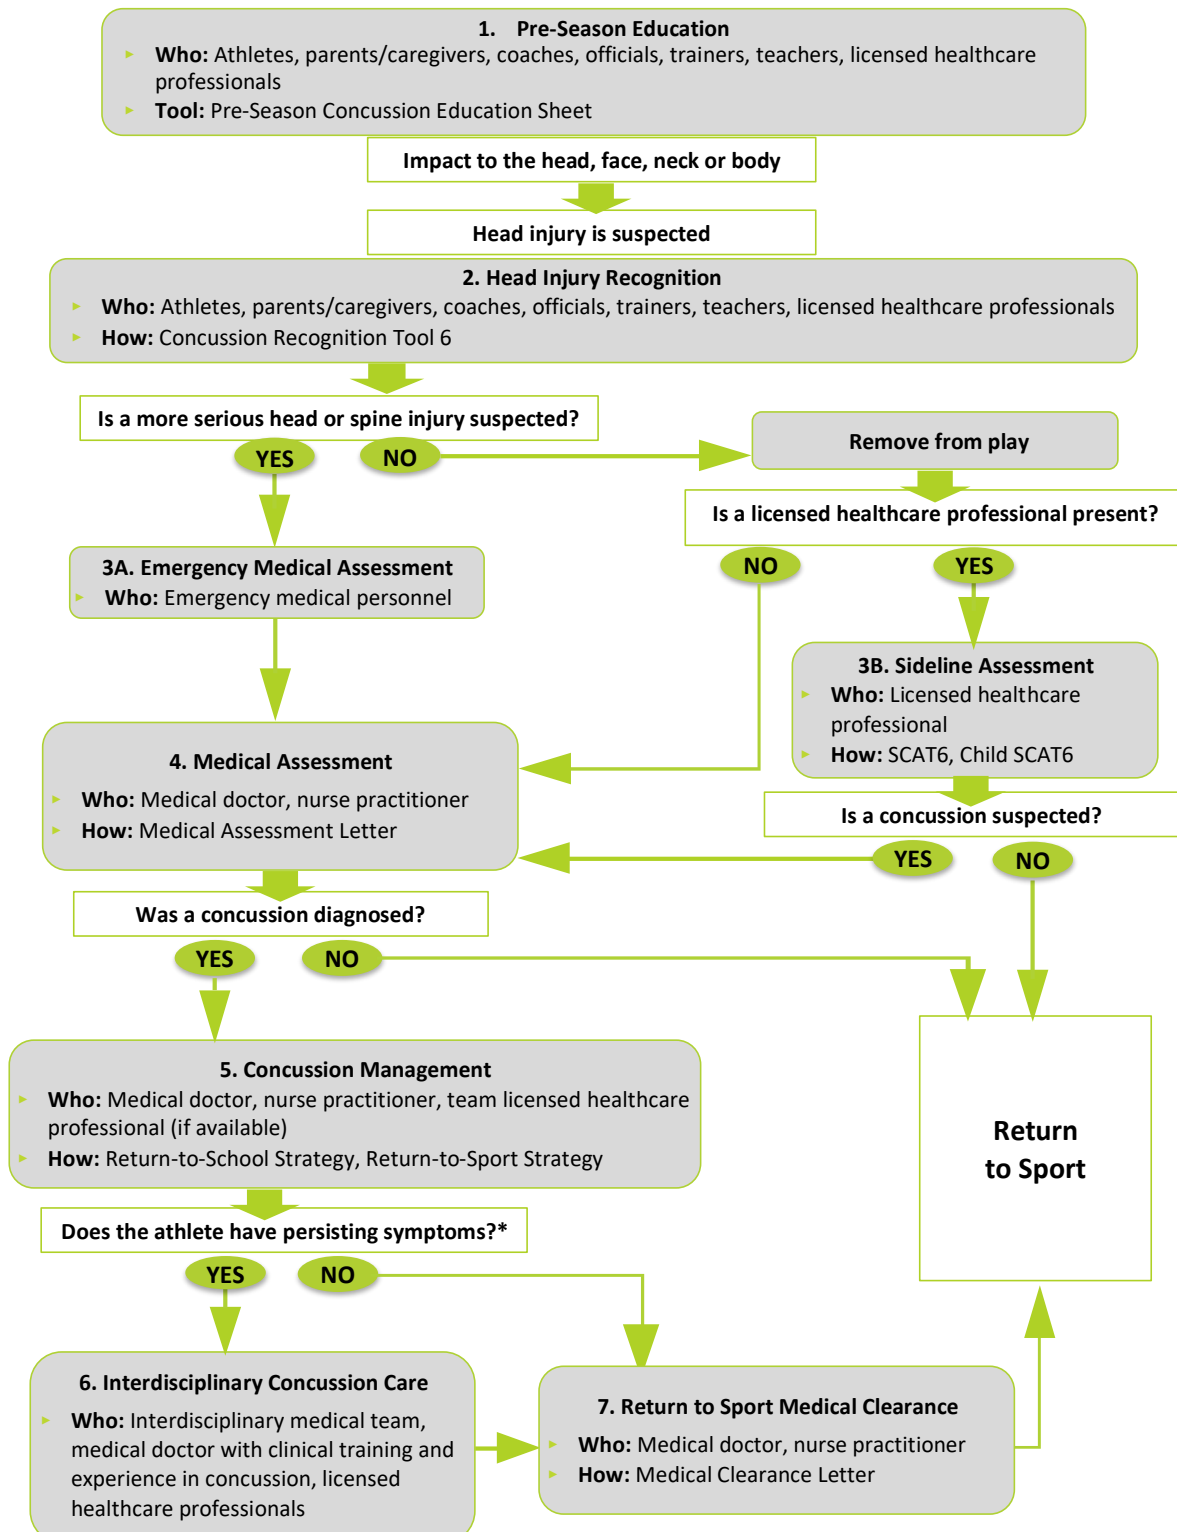 1. Pre-Season Education
► Who: Athletes, parents/caregivers, coaches, officials, trainers, teachers, licensed healthcare
professionals
► Tool: Pre-Season Concussion Education Sheet
Impact to the head, face, neck or body
Head injury is suspected
2. Head Injury Recognition
► Who: Athletes, parents/caregivers, coaches, officials, trainers, teachers, licensed healthcare professionals
► How: Concussion Recognition Tool 6
Is a more serious head or spine injury suspected?
YES
NO
Remove from play
Is a licensed healthcare professional present?
NO
YES
3A. Emergency Medical Assessment
► Who: Emergency medical personnel
3B. Sideline Assessment
► Who: Licensed healthcare
professional
► How: SCAT6, Child SCAT6
4. Medical Assessment
► Who: Medical doctor, nurse practitioner
► How: Medical Assessment Letter
Is a concussion suspected?
YES
NO
Was a concussion diagnosed?
YES
NO
5. Concussion Management
► Who: Medical doctor, nurse practitioner, team licensed healthcare
professional (if available)
► How: Return-to-School Strategy, Return-to-Sport Strategy
Return
to Sport
Does the athlete have persisting symptoms?*
YES
NO
6. Interdisciplinary Concussion Care
► Who: Interdisciplinary medical team,
medical doctor with clinical training and
experience in concussion, licensed
healthcare professionals
7. Return to Sport Medical Clearance
► Who: Medical doctor, nurse practitioner
► How: Medical Clearance Letter